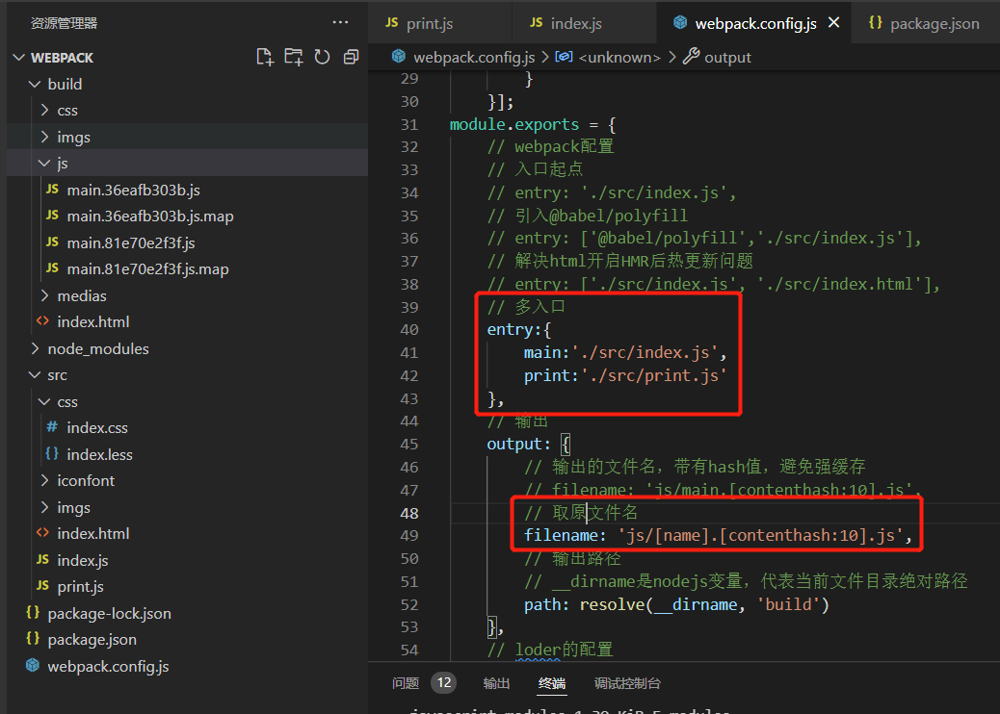 资源管理器 ...
WEBPACK
build
css
imgs
js
JS main.36eafb303b.js
JS main.36eafb303b.js.map
JS main.81e70e2f3f.js
JS main.81e70e2f3f.js.map
medias
<> index.html
node_modules
src
css
# index.css
{} index.less
iconfont
imgs
<> index.html
JS index.js
JS print.js
{} package-lock.json
{} package.json
webpack.config.js
JS print.js
JS index.js
webpack.config.js
{} package.json
webpack.config.js > <unknown> > output
29 }
30 }];
31 module.exports = {
32 // webpack配置
33 // 入口起点
34 // entry: './src/index.js',
35 // 引入@babel/polyfill
36 // entry: ['@babel/polyfill','./src/index.js'],
37 // 解决html开启HMR后热更新问题
38 // entry: ['./src/index.js', './src/index.html'],
39 // 多入口
40 entry:{
41 main:'./src/index.js',
42 print:'./src/print.js'
43 },
44 // 输出
45 output: {
46 // 输出的文件名，带有hash值，避免强缓存
47 // filename: 'js/main.[contenthash:10].js',
48 // 取原文件名
49 filename: 'js/[name].[contenthash:10].js',
50 // 输出路径
51 // __dirname是nodejs变量，代表当前文件目录绝对路径
52 path: resolve(__dirname, 'build')
53 },
54 // loder的配置
问题 12 输出 终端 调试控制台
javascript modules 1.29 KiB 5 modules